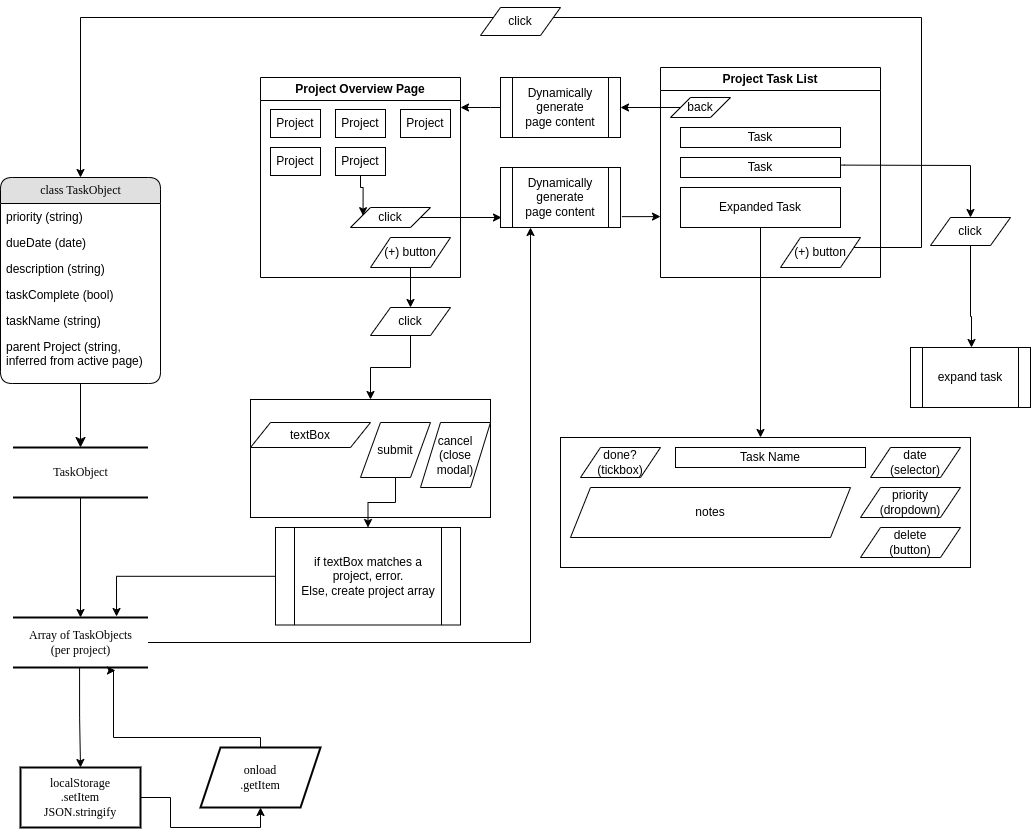 click
Project Overview Page
Project
Project
Project
Project
Project
click
(+) button
Dynamically
generate
page content
Dynamically
generate
page content
Project Task List
back
Task
Task
Expanded Task
(+) button
click
expand task
class TaskObject
priority (string)
dueDate (date)
description (string)
taskComplete (bool)
taskName (string)
parent Project (string,
inferred from active page)
click
textBox
submit
cancel
(close
modal)
if textBox matches a
project, error.
Else, create project array
done?
(tickbox)
Task Name
date
(selector)
notes
priority
(dropdown)
delete
(button)
TaskObject
Array of TaskObjects
(per project)
localStorage
.setItem
JSON.stringify
onload
.getItem